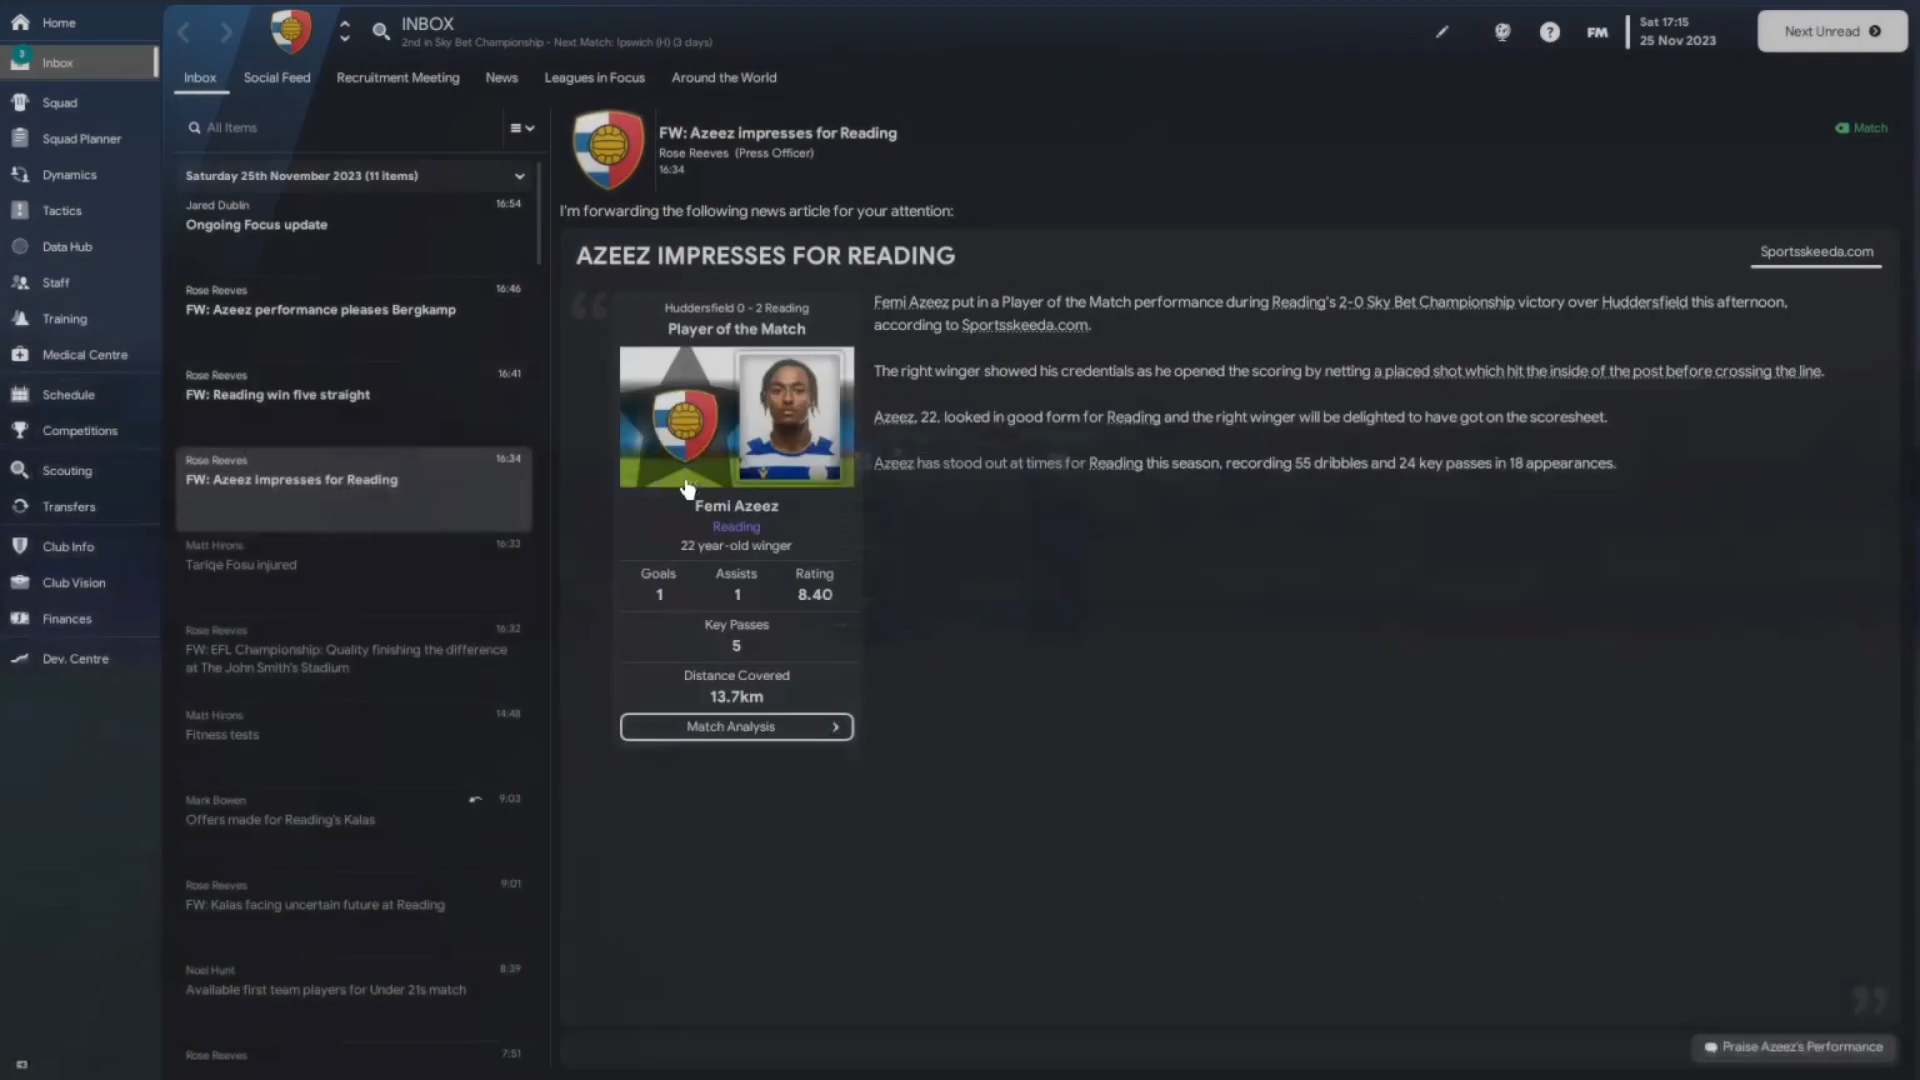 Home
3
Inbox
Squad
Squad Planner
Dynamics
Tactics
Data Hub
Staff
Training
Medical Centre
Schedule
Competitions
Scouting
Transfers
Club Info
Club Vision
Finances
Dev. Centre
INBOX
2nd in Sky Bet Championship - Next Match: Ipswich (H) (3 days)
?
FM
Sat 17:15
25 Nov 2023
Next Unread
Inbox
Social Feed
Recruitment Meeting
News
Leagues in Focus
Around the World
All Items
Saturday 25th November 2023 (11 items)
Jared Dublin 16:54
Ongoing Focus update
Rose Reeves 16:46
FW: Azeez performance pleases Bergkamp
Rose Reeves 16:41
FW: Reading win five straight
Rose Reeves 16:34
FW: Azeez impresses for Reading
Matt Hirons 16:33
Tariqe Fosu injured
Rose Reeves 16:32
FW: EFL Championship: Quality finishing the difference
at The John Smith's Stadium
Matt Hirons 14:48
Fitness tests
Mark Bowen 9:03
Offers made for Reading's Kalas
Rose Reeves 9:01
FW: Kalas facing uncertain future at Reading
Noel Hunt 8:39
Available first team players for Under 21s match
Rose Reeves 7:51
FW: Azeez impresses for Reading
Rose Reeves (Press Officer)
16:34
Match
I'm forwarding the following news article for your attention:
AZEEZ IMPRESSES FOR READING
Sportsskeeda.com
Huddersfield 0 - 2 Reading
Player of the Match
Femi Azeez
Reading
22 year-old winger
Goals Assists Rating
1 1 8.40
Key Passes
5
Distance Covered
13.7km
Match Analysis
Femi Azeez put in a Player of the Match performance during Reading's 2-0 Sky Bet Championship victory over Huddersfield this afternoon,
according to Sportsskeeda.com.
The right winger showed his credentials as he opened the scoring by netting a placed shot which hit the inside of the post before crossing the line.
Azeez, 22, looked in good form for Reading and the right winger will be delighted to have got on the scoresheet.
Azeez has stood out at times for Reading this season, recording 55 dribbles and 24 key passes in 18 appearances.
Praise Azeez's Performance